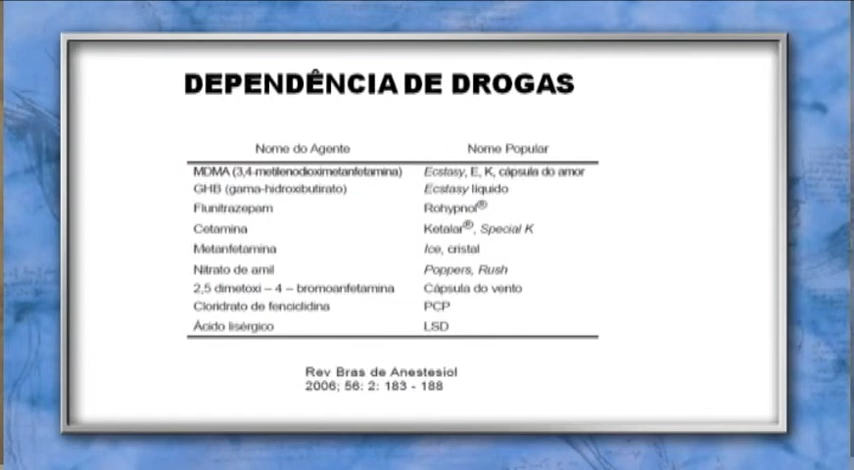 DEPENDÊNCIA DE DROGAS
Nome do Agente Nome Popular
MDMA (3,4-metilenodioximetanfetamina) Ecstasy, E, K, cápsula do amor
GHB (gama-hidroxibutirato) Ecstasy líquido
Flunitrazepam Rohypnol®
Cetamina Ketalar®, Special K
Metanfetamina Ice, cristal
Nitrato de amil Poppers, Rush
2,5 dimetoxi – 4 – bromoanfetamina Cápsula do vento
Cloridrato de fenciclidina PCP
Ácido lisérgico LSD
Rev Bras de Anestesiol
2006; 56: 2: 183 - 188